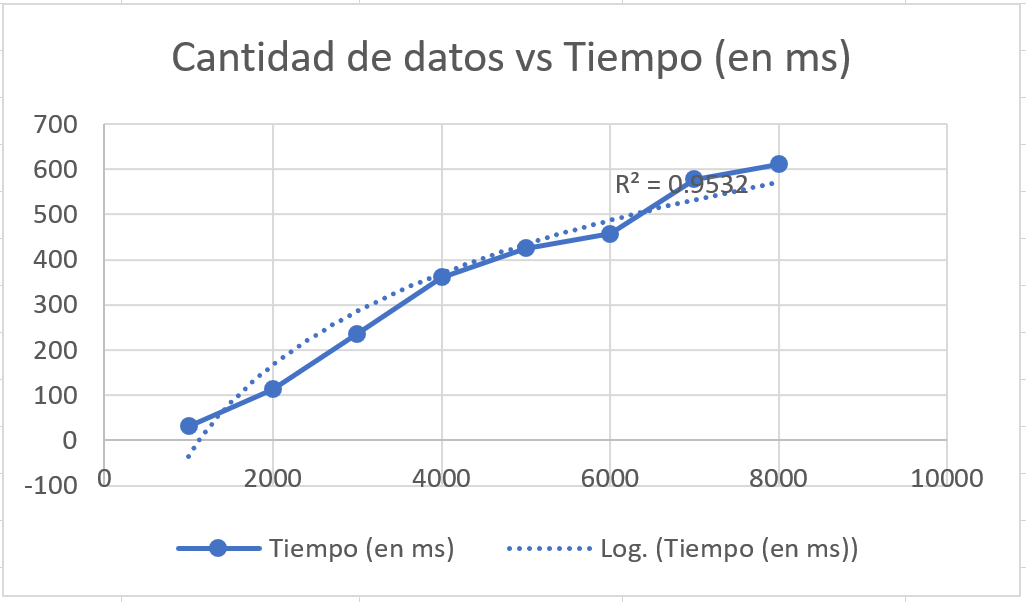 Cantidad de datos vs Tiempo (en ms)
700
600
R² = 0.9532
500
400
300
200
100
0
-100
0 2000 4000 6000 8000 10000
Tiempo (en ms) Log. (Tiempo (en ms))